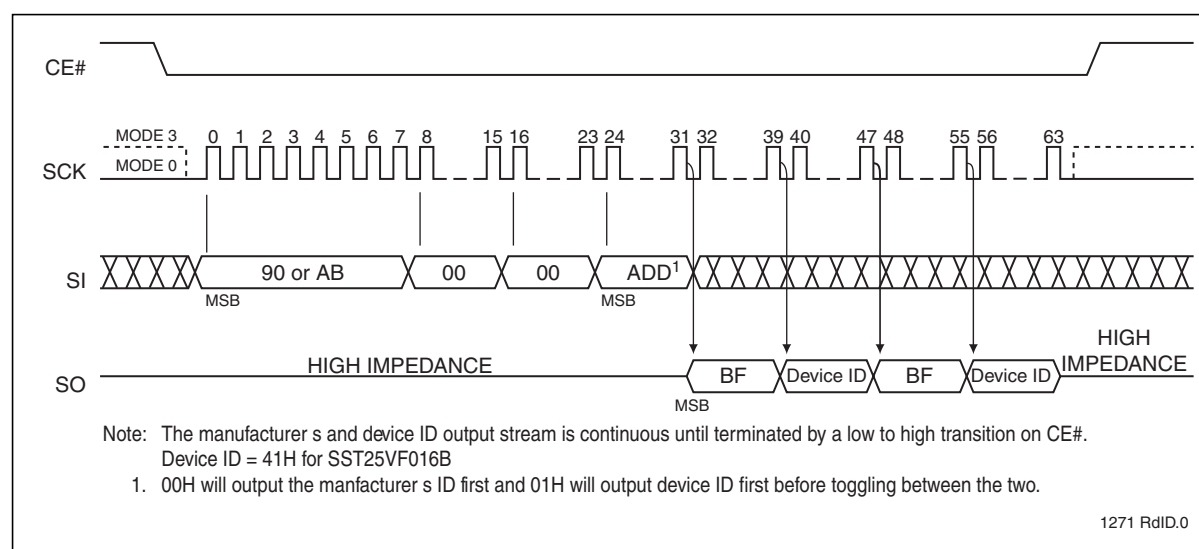 CE#
MODE 3 0 1 2 3 4 5 6 7 8 15 16 23 24 31 32 39 40 47 48 55 56 63
SCK MODE 0
SI 90 or AB 00 00 ADD1
MSB MSB
HIGH IMPEDANCE HIGH IMPEDANCE
SO BF Device ID BF Device ID
MSB
Note: The manufacturer s and device ID output stream is continuous until terminated by a low to high transition on CE#.
Device ID = 41H for SST25VF016B
1. 00H will output the manfacturer s ID first and 01H will output device ID first before toggling between the two.
1271 RdID.0